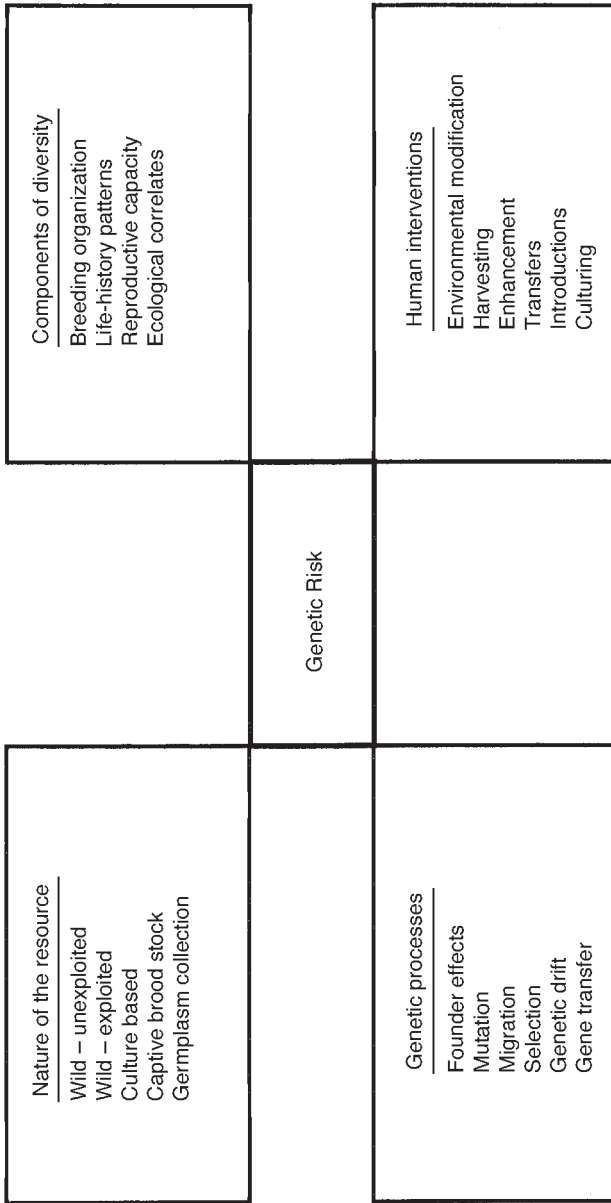 Nature of the resource
Wild – unexploited
Wild – exploited
Culture based
Captive brood stock
Germplasm collection
Components of diversity
Breeding organization
Life-history patterns
Reproductive capacity
Ecological correlates
Genetic Risk
Genetic processes
Founder effects
Mutation
Migration
Selection
Genetic drift
Gene transfer
Human interventions
Environmental modification
Harvesting
Enhancement
Transfers
Introductions
Culturing